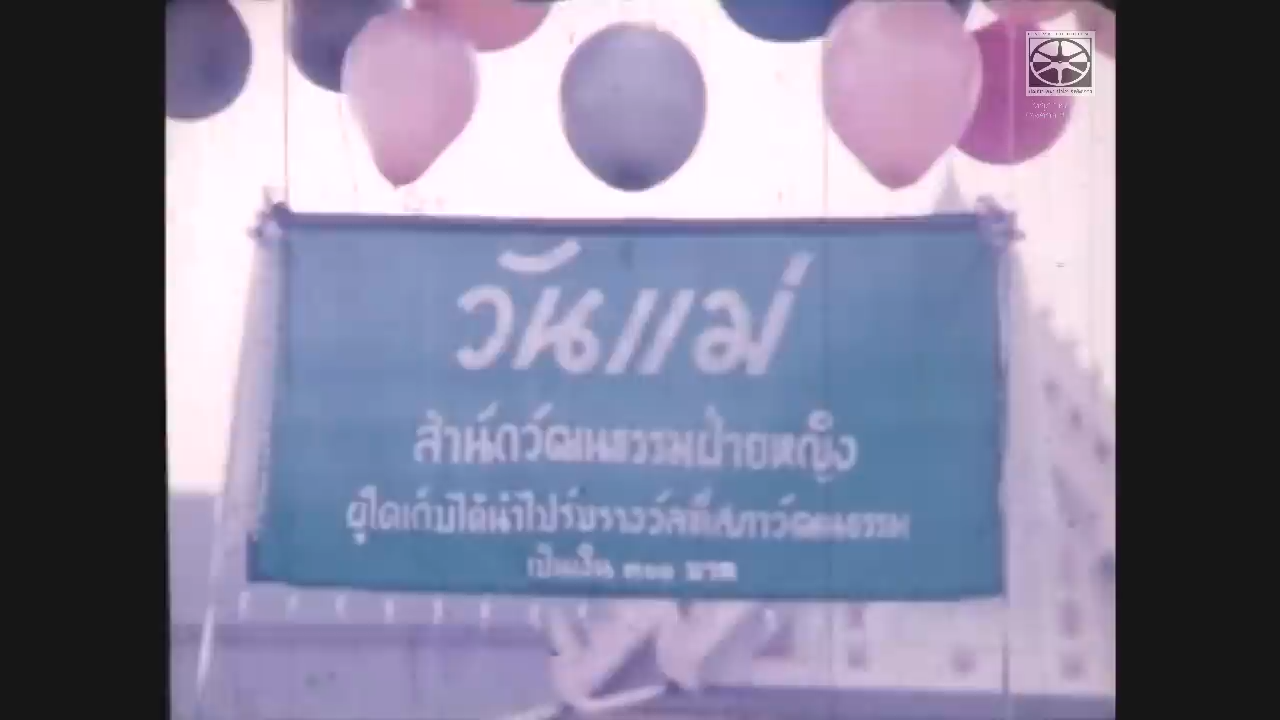 วันแม่
สำนักวัฒนธรรมฝ่ายหญิง
ผู้ใดเก็บได้นำไปรับรางวัลที่สภาวัฒนธรรม
เป็นเงิน ๓๐๐ บาท